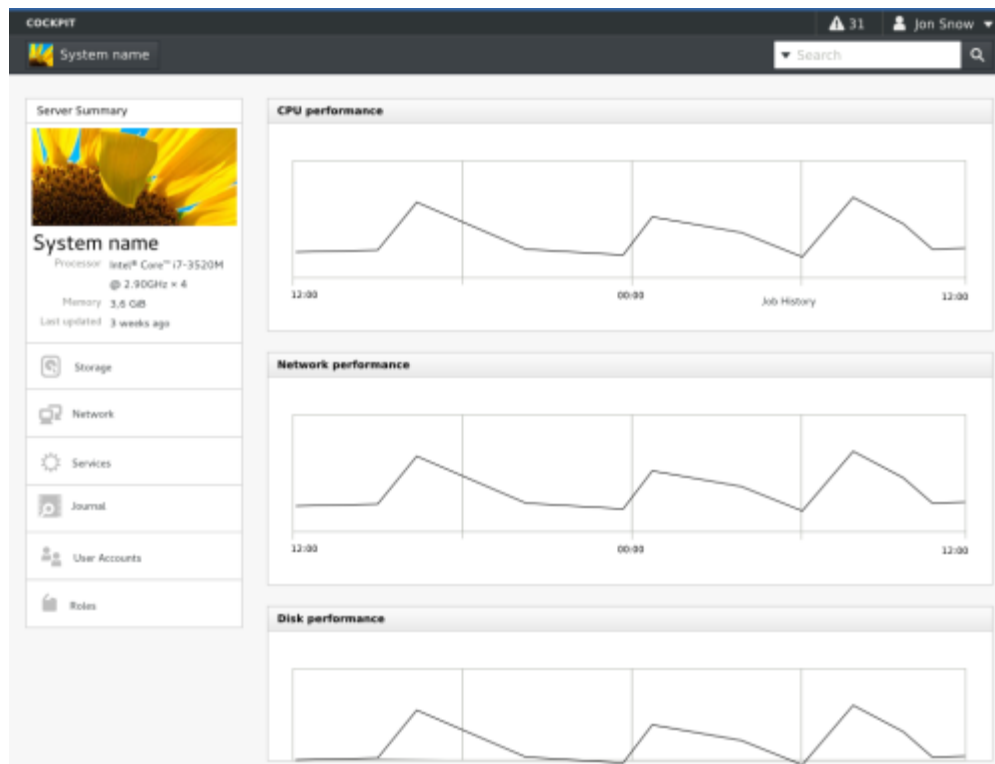 COCKPIT
31
Jon Snow
System name
Search
Server Summary
System name
Processor Intel® Core™ i7-3520M
@ 2.90GHz × 4
Memory 3,6 GiB
Last updated 3 weeks ago
Storage
Network
Services
Journal
User Accounts
Roles
CPU performance
12:00 00:00 12:00
Job History
Network performance
12:00 00:00 12:00
Disk performance